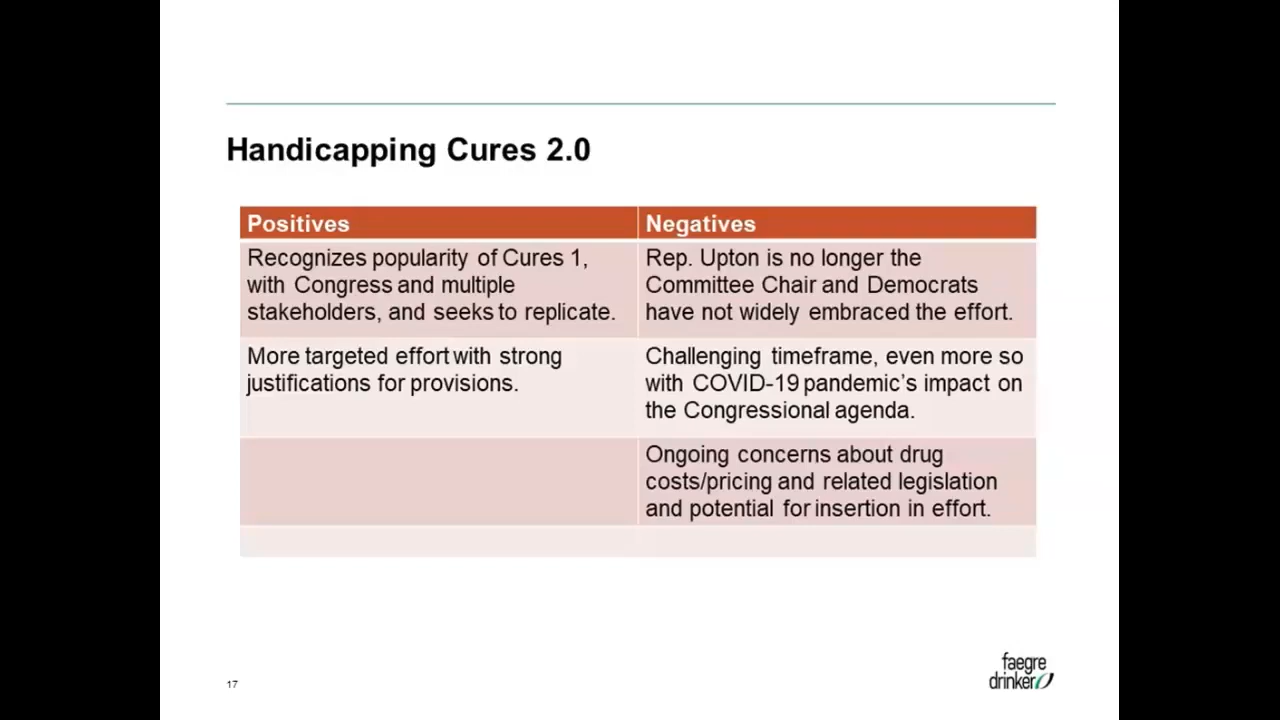 Handicapping Cures 2.0
Positives
Negatives
Recognizes popularity of Cures 1,
with Congress and multiple
stakeholders, and seeks to replicate.
Rep. Upton is no longer the
Committee Chair and Democrats
have not widely embraced the effort.
More targeted effort with strong
justifications for provisions.
Challenging timeframe, even more so
with COVID-19 pandemic’s impact on
the Congressional agenda.
Ongoing concerns about drug
costs/pricing and related legislation
and potential for insertion in effort.
17
faegre
drinker